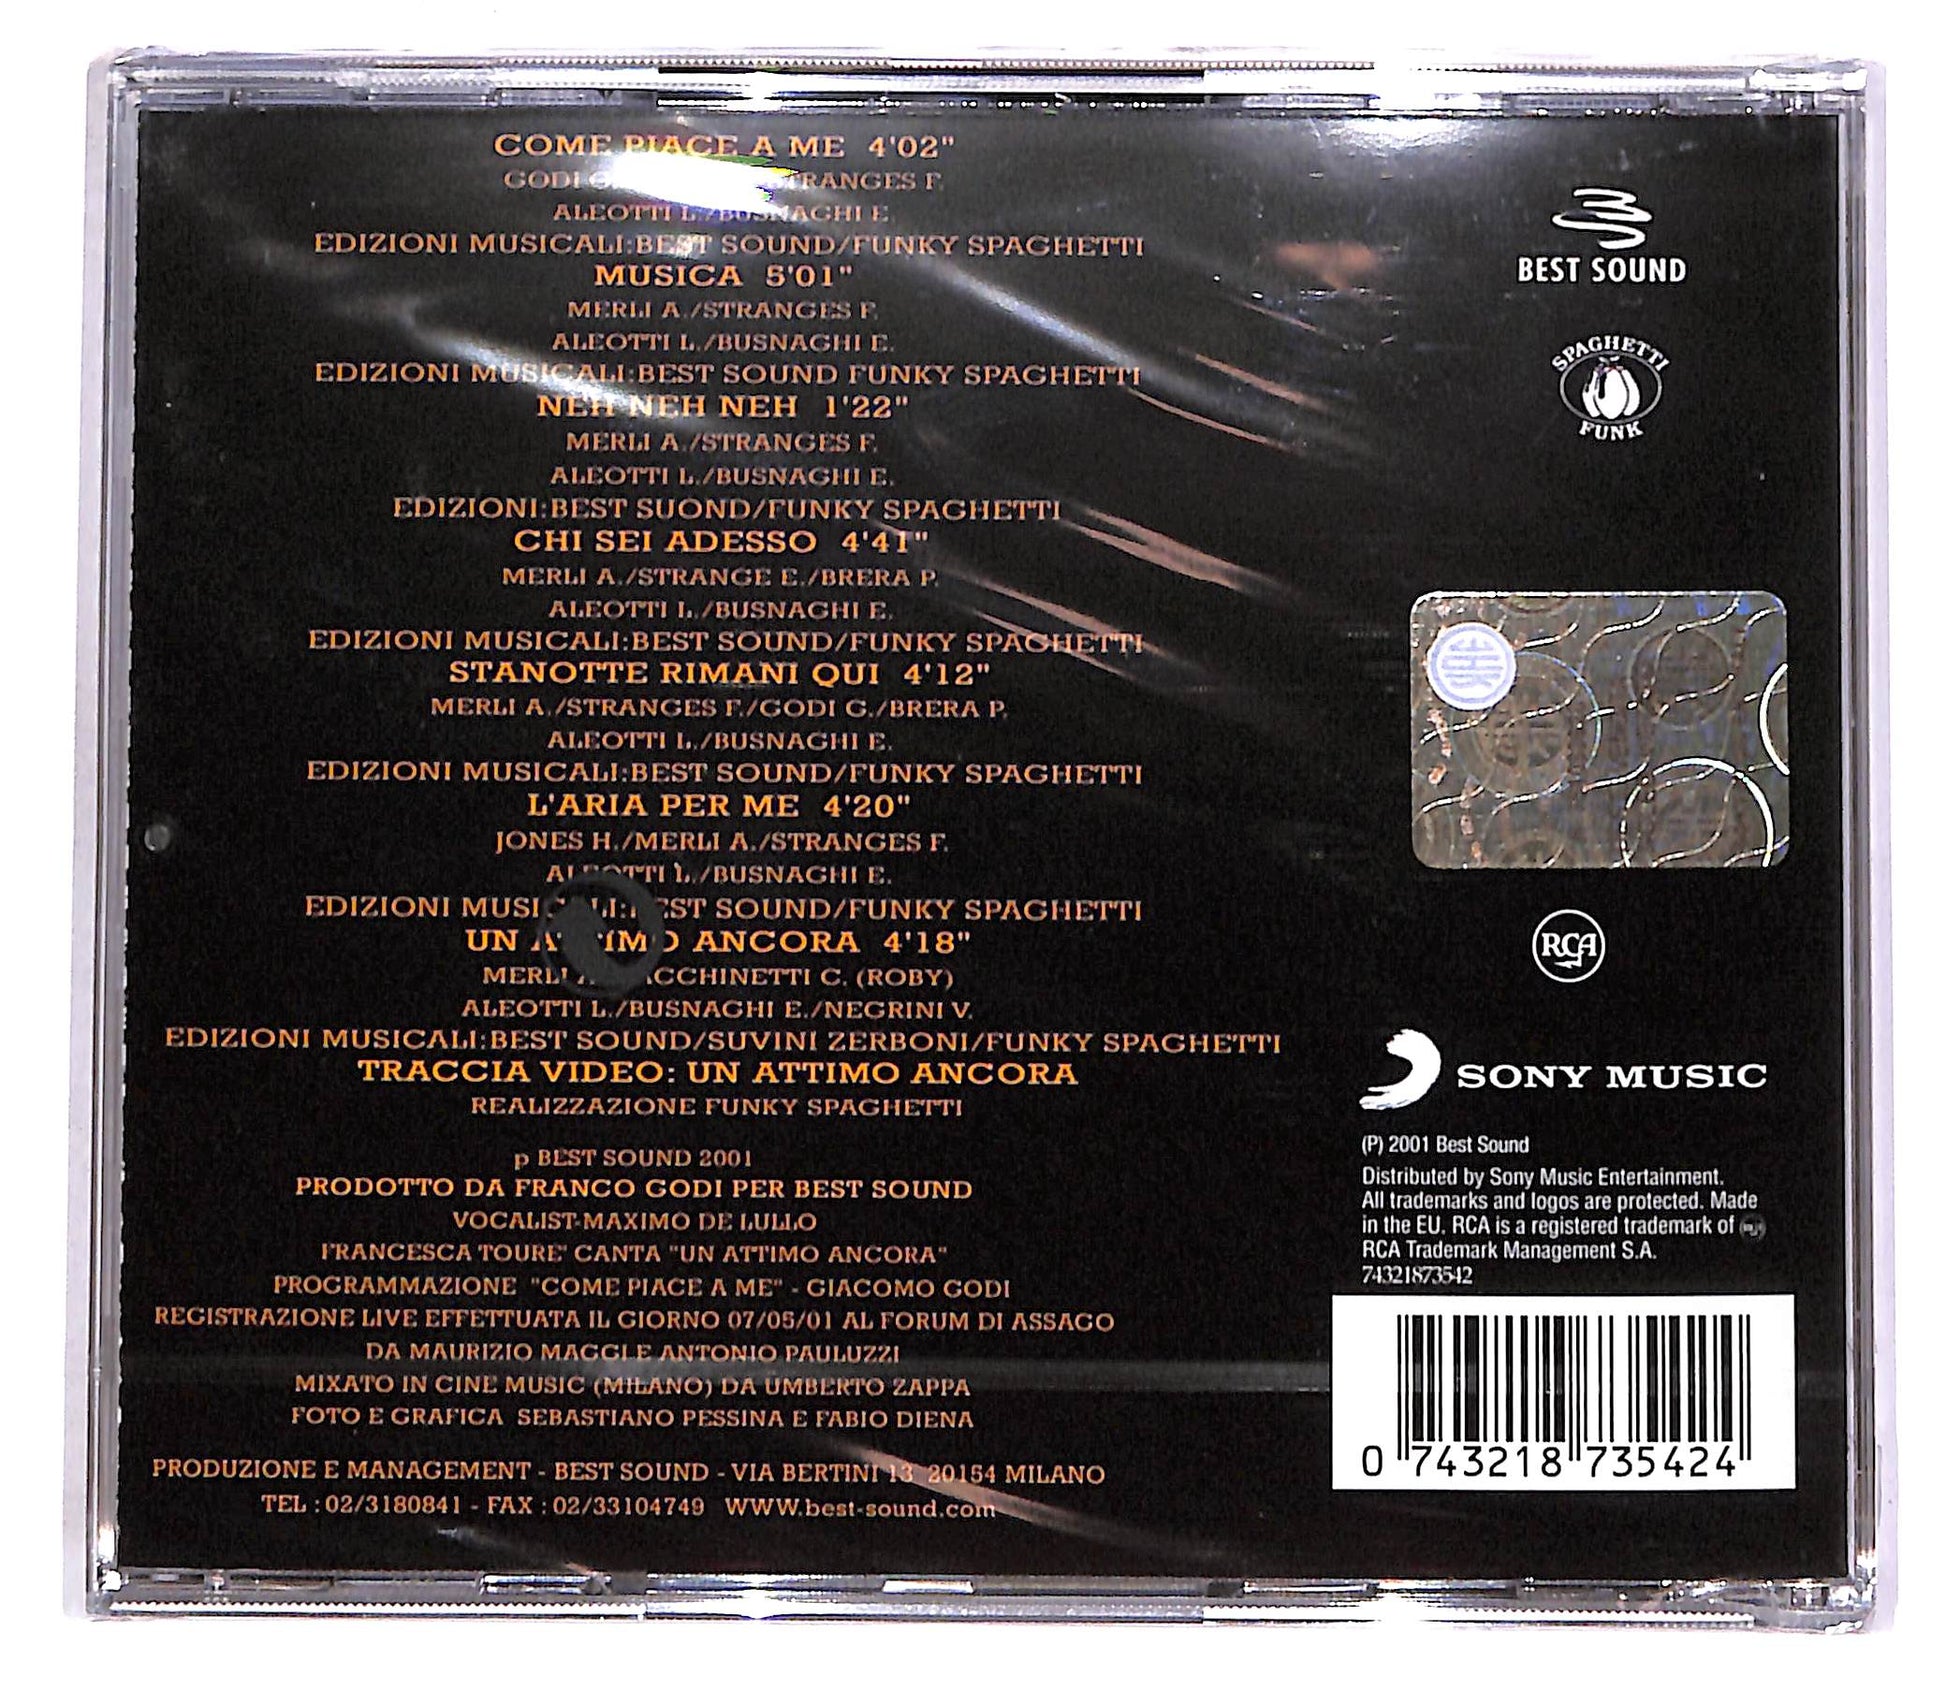 COME PIACE A ME 4'02"
STRANGES F.
ALEOTTI L./BUSNAGHI E.
EDIZIONI MUSICALI:BEST SOUND/FUNKY SPAGHETTI
MUSICA 5'01"
MERLI A./STRANGES F.
ALEOTTI L./BUSNAGHI E.
EDIZIONI MUSICALI:BEST SOUND FUNKY SPAGHETTI
NEH NEH NEH 1'22"
MERLI A./STRANGES F.
ALEOTTI L./BUSNAGHI E.
EDIZIONI:BEST SUOND/FUNKY SPAGHETTI
CHI SEI ADESSO 4'41"
MERLI A./STRANGE E./BRERA P.
ALEOTTI L./BUSNAGHI E.
EDIZIONI MUSICALI:BEST SOUND/FUNKY SPAGHETTI
STANOTTE RIMANI QUI 4'12"
MERLI A./STRANGES F./GODI G./BRERA P.
ALEOTTI L./BUSNAGHI E.
EDIZIONI MUSICALI:BEST SOUND/FUNKY SPAGHETTI
L'ARIA PER ME 4'20"
JONES H./MERLI A./STRANGES F.
ALEOTTI L./BUSNAGHI E.
EDIZIONI MUSICALI:BEST SOUND/FUNKY SPAGHETTI
UN ATTIMO ANCORA 4'18"
MERLI A./FACCHINETTI C. (ROBY)
ALEOTTI L./BUSNAGHI E./NEGRINI V.
EDIZIONI MUSICALI:BEST SOUND/SUVINI ZERBONI/FUNKY SPAGHETTI
TRACCIA VIDEO: UN ATTIMO ANCORA
REALIZZAZIONE FUNKY SPAGHETTI
p BEST SOUND 2001
PRODOTTO DA FRANCO GODI PER BEST SOUND
VOCALIST-MAXIMO DE LULLO
FRANCESCA TOURE' CANTA "UN ATTIMO ANCORA"
PROGRAMMAZIONE "COME PIACE A ME" - GIACOMO GODI
REGISTRAZIONE LIVE EFFETTUATA IL GIORNO 07/05/01 AL FORUM DI ASSAGO
DA MAURIZIO MAGGI E ANTONIO PAULUZZI
MIXATO IN CINE MUSIC (MILANO) DA UMBERTO ZAPPA
FOTO E GRAFICA SEBASTIANO PESSINA E FABIO DIENA
PRODUZIONE E MANAGEMENT - BEST SOUND - VIA BERTINI 13 20154 MILANO
TEL : 02/3180841 - FAX : 02/33104749 WWW.best-sound.com
BEST SOUND
SPAGHETTI
FUNK
RCA
SONY MUSIC
(P) 2001 Best Sound
Distributed by Sony Music Entertainment.
All trademarks and logos are protected. Made
in the EU. RCA is a registered trademark of
RCA Trademark Management S.A.
74321873542
0 743218 735424